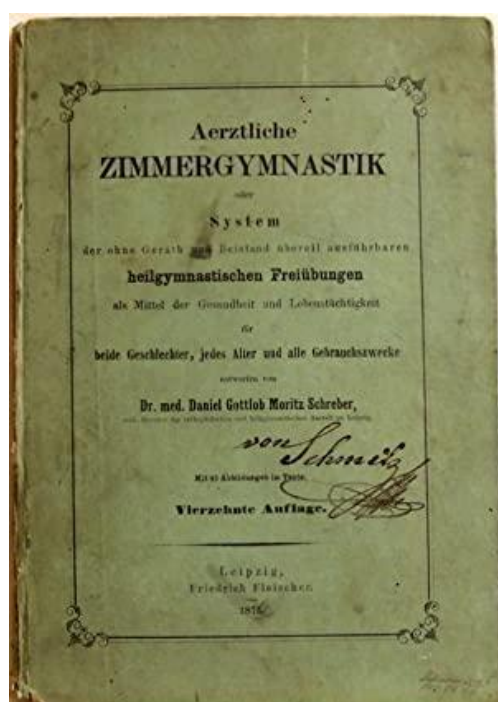 Aerztliche
ZIMMERGYMNASTIK
oder
System
der ohne Geräth und Beistand überall ausführbaren
heilgymnastischen Freiübungen
als Mittel der Gesundheit und Lebenstüchtigkeit
für
beide Geschlechter, jedes Alter und alle Gebrauchszwecke
entworfen von
Dr. med. Daniel Gottlob Moritz Schreber,
von Schmitz
Mit 45 Abbildungen im Texte.
Vierzehnte Auflage.
Leipzig,
Friedrich Fleischer.